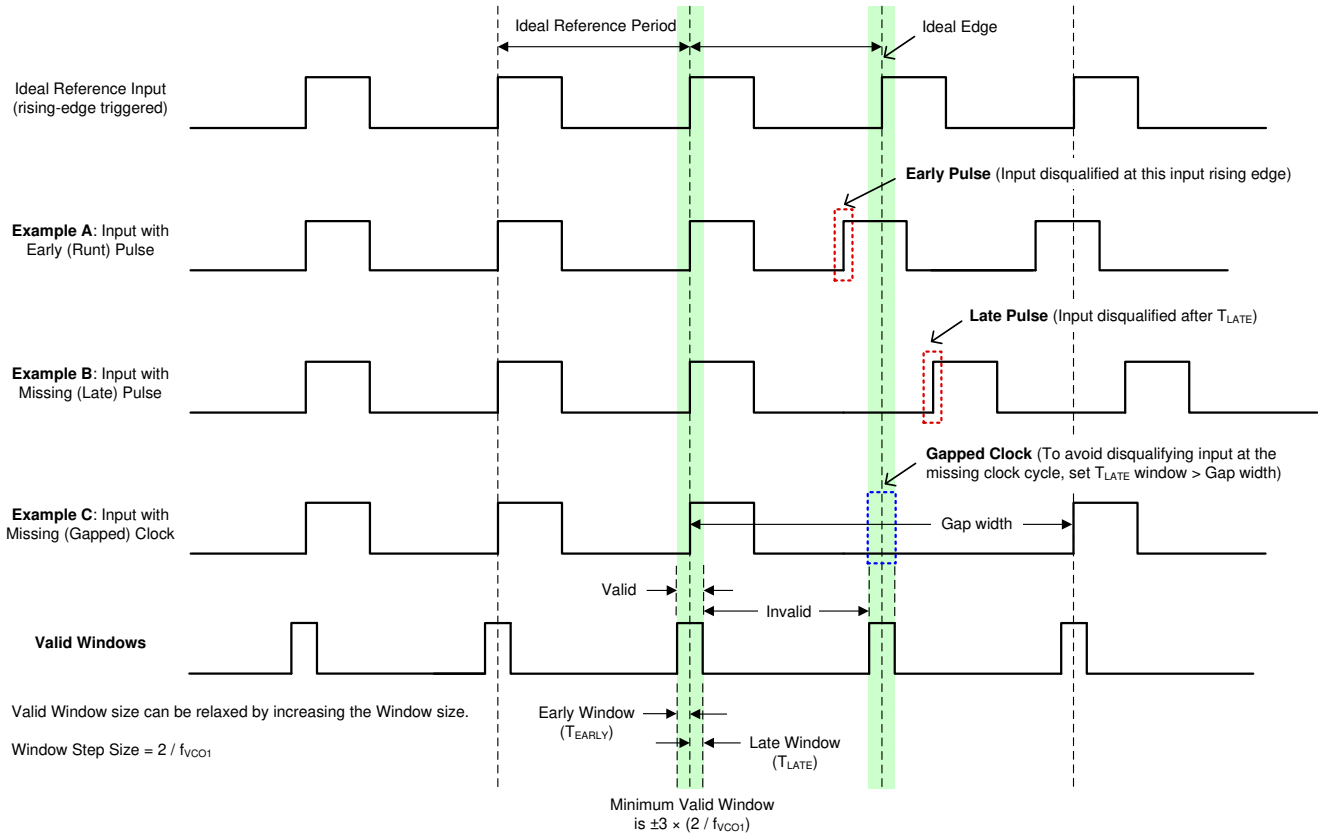 Ideal Reference Period
Ideal Edge
Ideal Reference Input
(rising-edge triggered)
Early Pulse (Input disqualified at this input rising edge)
Example A: Input with
Early (Runt) Pulse
Late Pulse (Input disqualified after TLATE)
Example B: Input with
Missing (Late) Pulse
Gapped Clock (To avoid disqualifying input at the
missing clock cycle, set TLATE window > Gap width)
Example C: Input with
Missing (Gapped) Clock
Gap width
Valid
Invalid
Valid Windows
Valid Window size can be relaxed by increasing the Window size.
Window Step Size = 2 / fVCO1
Early Window
(TEARLY)
Late Window
(TLATE)
Minimum Valid Window
is ±3 × (2 / fVCO1)